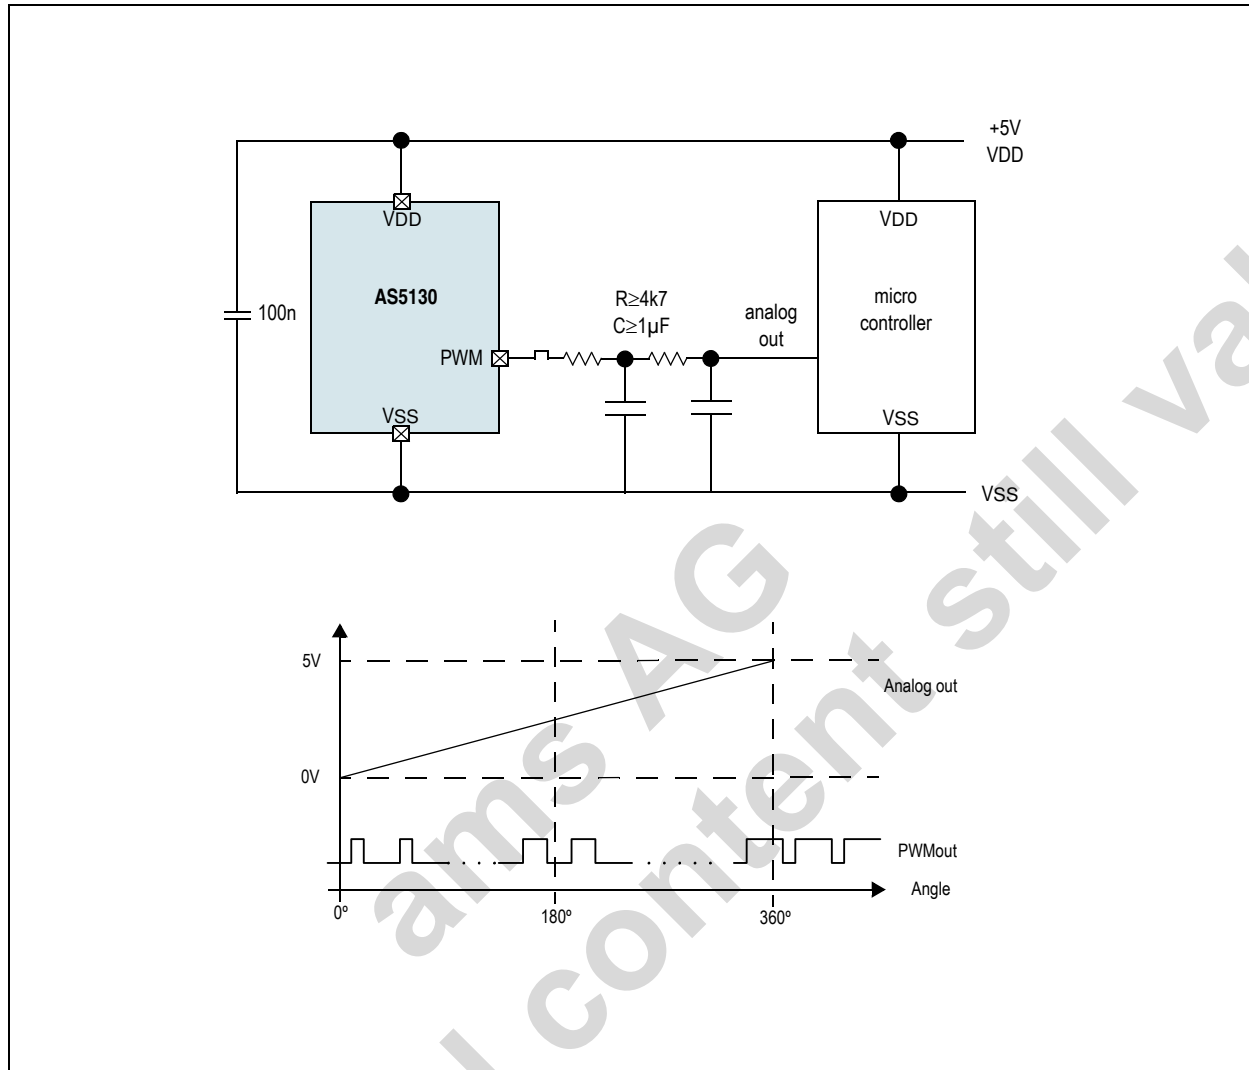 +5V
VDD
VDD
VDD
AS5130
micro
controller
100n
R≥4k7
C≥1µF
analog
out
PWM
VSS
VSS
VSS
5V
Analog out
0V
PWMout
Angle
0º
180º
360º
ams AG
l content still val